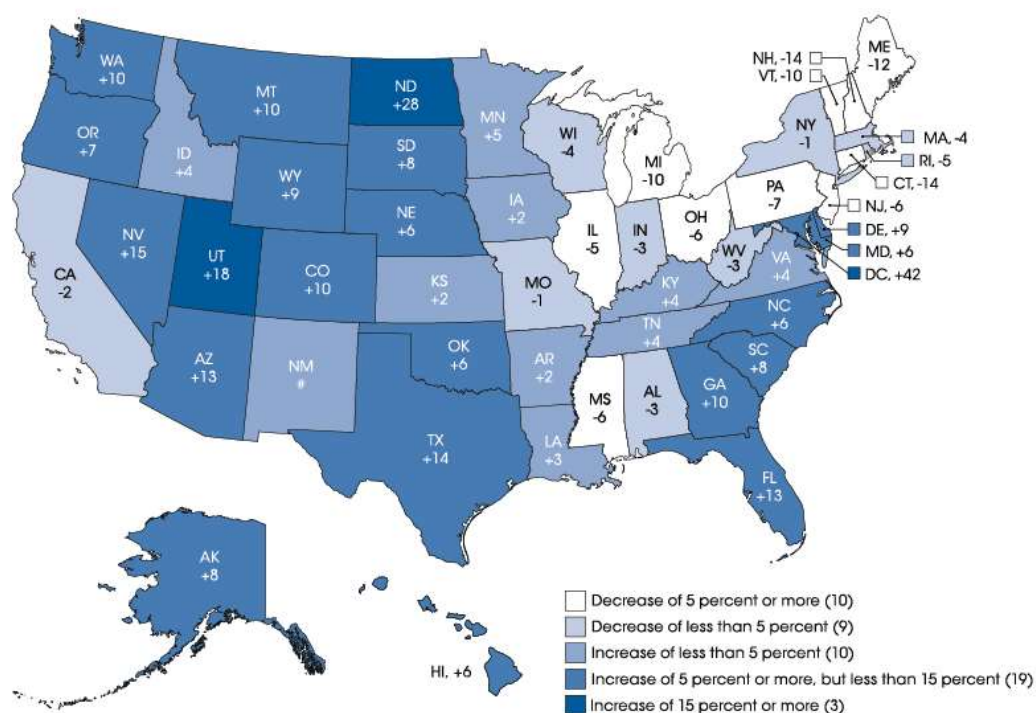 WA
+10
OR
+7
CA
-2
ID
+4
NV
+15
MT
+10
WY
+9
UT
+18
AZ
+13
CO
+10
NM
#
ND
+28
SD
+8
NE
+6
KS
+2
OK
+6
TX
+14
MN
+5
IA
+2
MO
-1
AR
+2
LA
+3
WI
-4
IL
-5
MS
-6
MI
-10
IN
-3
KY
+4
TN
+4
AL
-3
OH
-6
WV
-3
GA
+10
FL
+13
SC
+8
NC
+6
VA
+4
PA
-7
NY
-1
ME
-12
NH, -14
VT, -10
MA, -4
RI, -5
CT, -14
NJ, -6
DE, +9
MD, +6
DC, +42
AK
+8
HI, +6
Decrease of 5 percent or more (10)
Decrease of less than 5 percent (9)
Increase of less than 5 percent (10)
Increase of 5 percent or more, but less than 15 percent (19)
Increase of 15 percent or more (3)